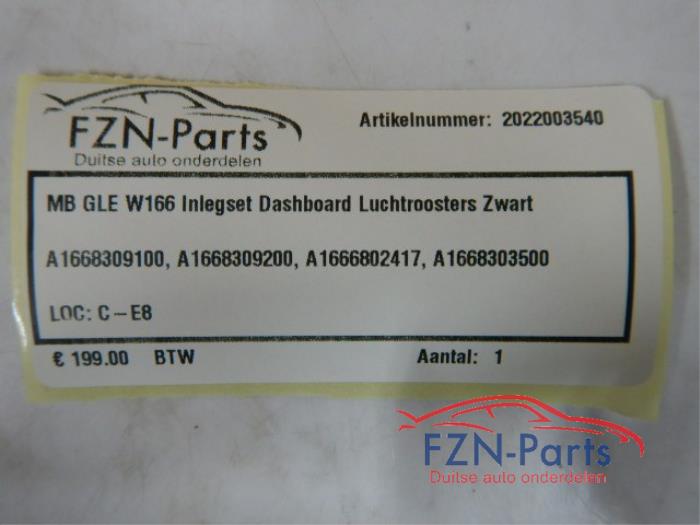 FZN-Parts
Duitse auto onderdelen
Artikelnummer: 2022003540
MB GLE W166 Inlegset Dashboard Luchtroosters Zwart
A1668309100, A1668309200, A1666802417, A1668303500
LOC: C-E8
€ 199.00 BTW Aantal: 1
FZN-Parts
Duitse auto onderdelen